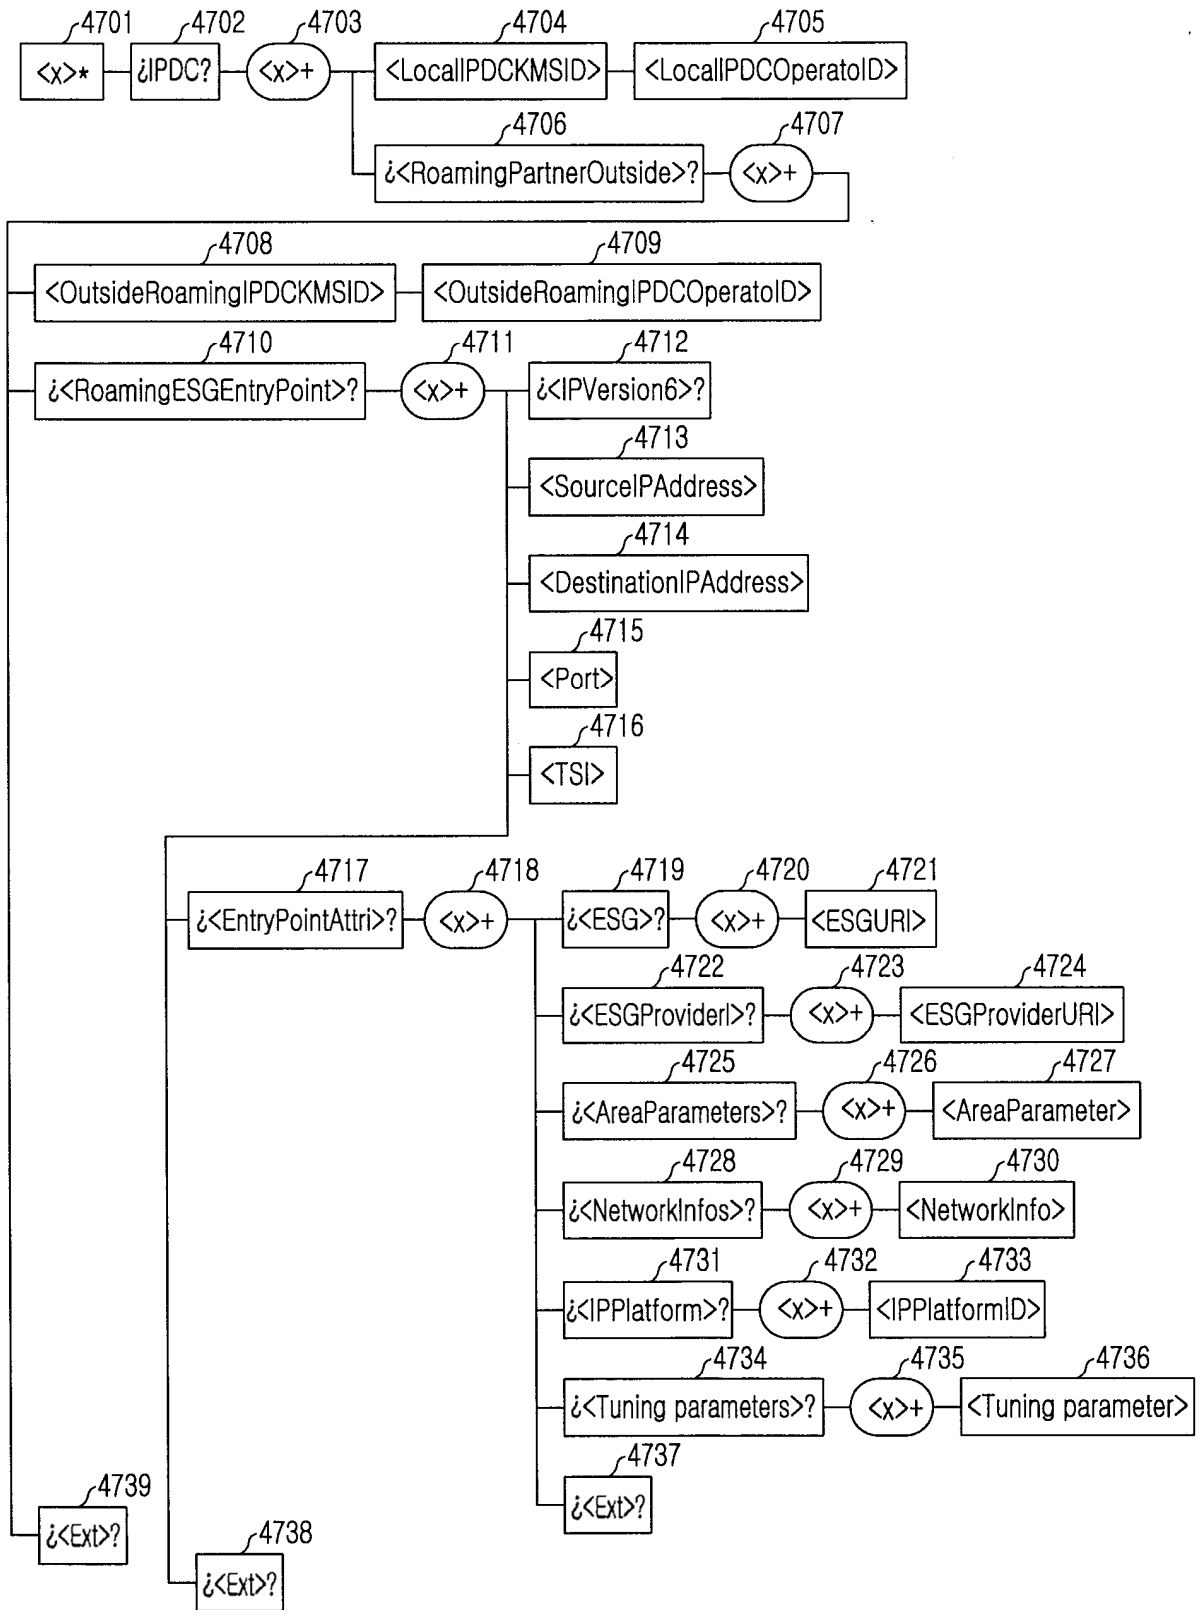 4701 4702 4703 4704 4705
<x>* ¿IPDC? <x>+ <LocalIPDCKMSID> <LocalIPDCOperatoID>
4706 4707
¿<RoamingPartnerOutside>? <x>+
4708 4709
<OutsideRoamingIPDCKMSID> <OutsideRoamingIPDCOperatoID>
4710 4711 4712
¿<RoamingESGEntryPoint>? <x>+ ¿<IPVersion6>?
4713
<SourceIPAddress>
4714
<DestinationIPAddress>
4715
<Port>
4716
<TSI>
4717 4718 4719 4720 4721
¿<EntryPointAttri>? <x>+ ¿<ESG>? <x>+ <ESGURI>
4722 4723 4724
¿<ESGProviderI>? <x>+ <ESGProviderURI>
4725 4726 4727
¿<AreaParameters>? <x>+ <AreaParameter>
4728 4729 4730
¿<NetworkInfos>? <x>+ <NetworkInfo>
4731 4732 4733
¿<IPPlatform>? <x>+ <IPPlatformID>
4734 4735 4736
¿<Tuning parameters>? <x>+ <Tuning parameter>
4737
¿<Ext>?
4739
¿<Ext>?
4738
¿<Ext>?